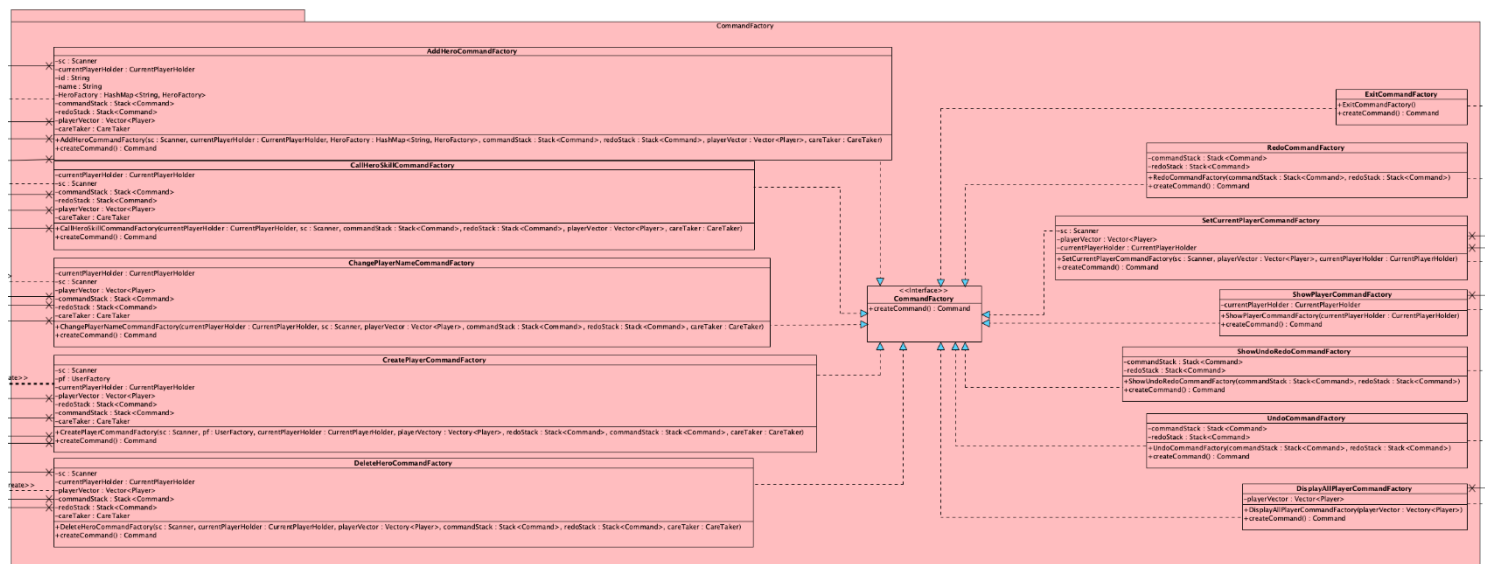 CommandFactory
AddHeroCommandFactory
-sc : Scanner
-currentPlayerHolder : CurrentPlayerHolder
-id : String
-name : String
-HeroFactory : HashMap<String, HeroFactory>
-commandStack : Stack<Command>
-redoStack : Stack<Command>
-playerVector : Vector<Player>
-careTaker : CareTaker
+AddHeroCommandFactory(sc : Scanner, currentPlayerHolder : CurrentPlayerHolder, HeroFactory : HashMap<String, HeroFactory>, commandStack : Stack<Command>, redoStack : Stack<Command>, playerVector : Vector<Player>, careTaker : CareTaker)
+createCommand() : Command
CallHeroSkillCommandFactory
-currentPlayerHolder : CurrentPlayerHolder
-sc : Scanner
-commandStack : Stack<Command>
-redoStack : Stack<Command>
-playerVector : Vector<Player>
-careTaker : CareTaker
+CallHeroSkillCommandFactory(currentPlayerHolder : CurrentPlayerHolder, sc : Scanner, commandStack : Stack<Command>, redoStack : Stack<Command>, playerVector : Vector<Player>, careTaker : CareTaker)
+createCommand() : Command
ChangePlayerNameCommandFactory
-currentPlayerHolder : CurrentPlayerHolder
-sc : Scanner
-playerVector : Vector<Player>
-commandStack : Stack<Command>
-redoStack : Stack<Command>
-careTaker : CareTaker
+ChangePlayerNameCommandFactory(currentPlayerHolder : CurrentPlayerHolder, sc : Scanner, playerVector : Vector<Player>, commandStack : Stack<Command>, redoStack : Stack<Command>, careTaker : CareTaker)
+createCommand() : Command
ate>>
CreatePlayerCommandFactory
-sc : Scanner
-pf : UserFactory
-currentPlayerHolder : CurrentPlayerHolder
-playerVector : Vector<Player>
-redoStack : Stack<Command>
-commandStack : Stack<Command>
-careTaker : CareTaker
+CreatePlayerCommandFactory(sc : Scanner, pf : UserFactory, currentPlayerHolder : CurrentPlayerHolder, playerVectory : Vectory<Player>, redoStack : Stack<Command>, commandStack : Stack<Command>, careTaker : CareTaker)
+createCommand() : Command
reate>>
DeleteHeroCommandFactory
-sc : Scanner
-currentPlayerHolder : CurrentPlayerHolder
-playerVector : Vector<Player>
-commandStack : Stack<Command>
-redoStack : Stack<Command>
-careTaker : CareTaker
+DeleteHeroCommandFactory(sc : Scanner, currentPlayerHolder : CurrentPlayerHolder, playerVector : Vectory<Player>, commandStack : Stack<Command>, redoStack : Stack<Command>, careTaker : CareTaker)
+createCommand() : Command
<<Interface>>
CommandFactory
+createCommand() : Command
ExitCommandFactory
+ExitCommandFactory()
+createCommand() : Command
RedoCommandFactory
-commandStack : Stack<Command>
-redoStack : Stack<Command>
+RedoCommandFactory(commandStack : Stack<Command>, redoStack : Stack<Command>)
+createCommand() : Command
SetCurrentPlayerCommandFactory
-sc : Scanner
-playerVector : Vector<Player>
-currentPlayerHolder : CurrentPlayerHolder
+SetCurrentPlayerCommandFactory(sc : Scanner, playerVector : Vector<Player>, currentPlayerHolder : CurrentPlayerHolder)
+createCommand() : Command
ShowPlayerCommandFactory
-currentPlayerHolder : CurrentPlayerHolder
+ShowPlayerCommandFactory(currentPlayerHolder : CurrentPlayerHolder)
+createCommand() : Command
ShowUndoRedoCommandFactory
-commandStack : Stack<Command>
-redoStack : Stack<Command>
+ShowUndoRedoCommandFactory(commandStack : Stack<Command>, redoStack : Stack<Command>)
+createCommand() : Command
UndoCommandFactory
-commandStack : Stack<Command>
-redoStack : Stack<Command>
+UndoCommandFactory(commandStack : Stack<Command>, redoStack : Stack<Command>)
+createCommand() : Command
DisplayAllPlayerCommandFactory
-playerVector : Vector<Player>
+DisplayAllPlayerCommandFactory(playerVector : Vectory<Player>)
+createCommand() : Command